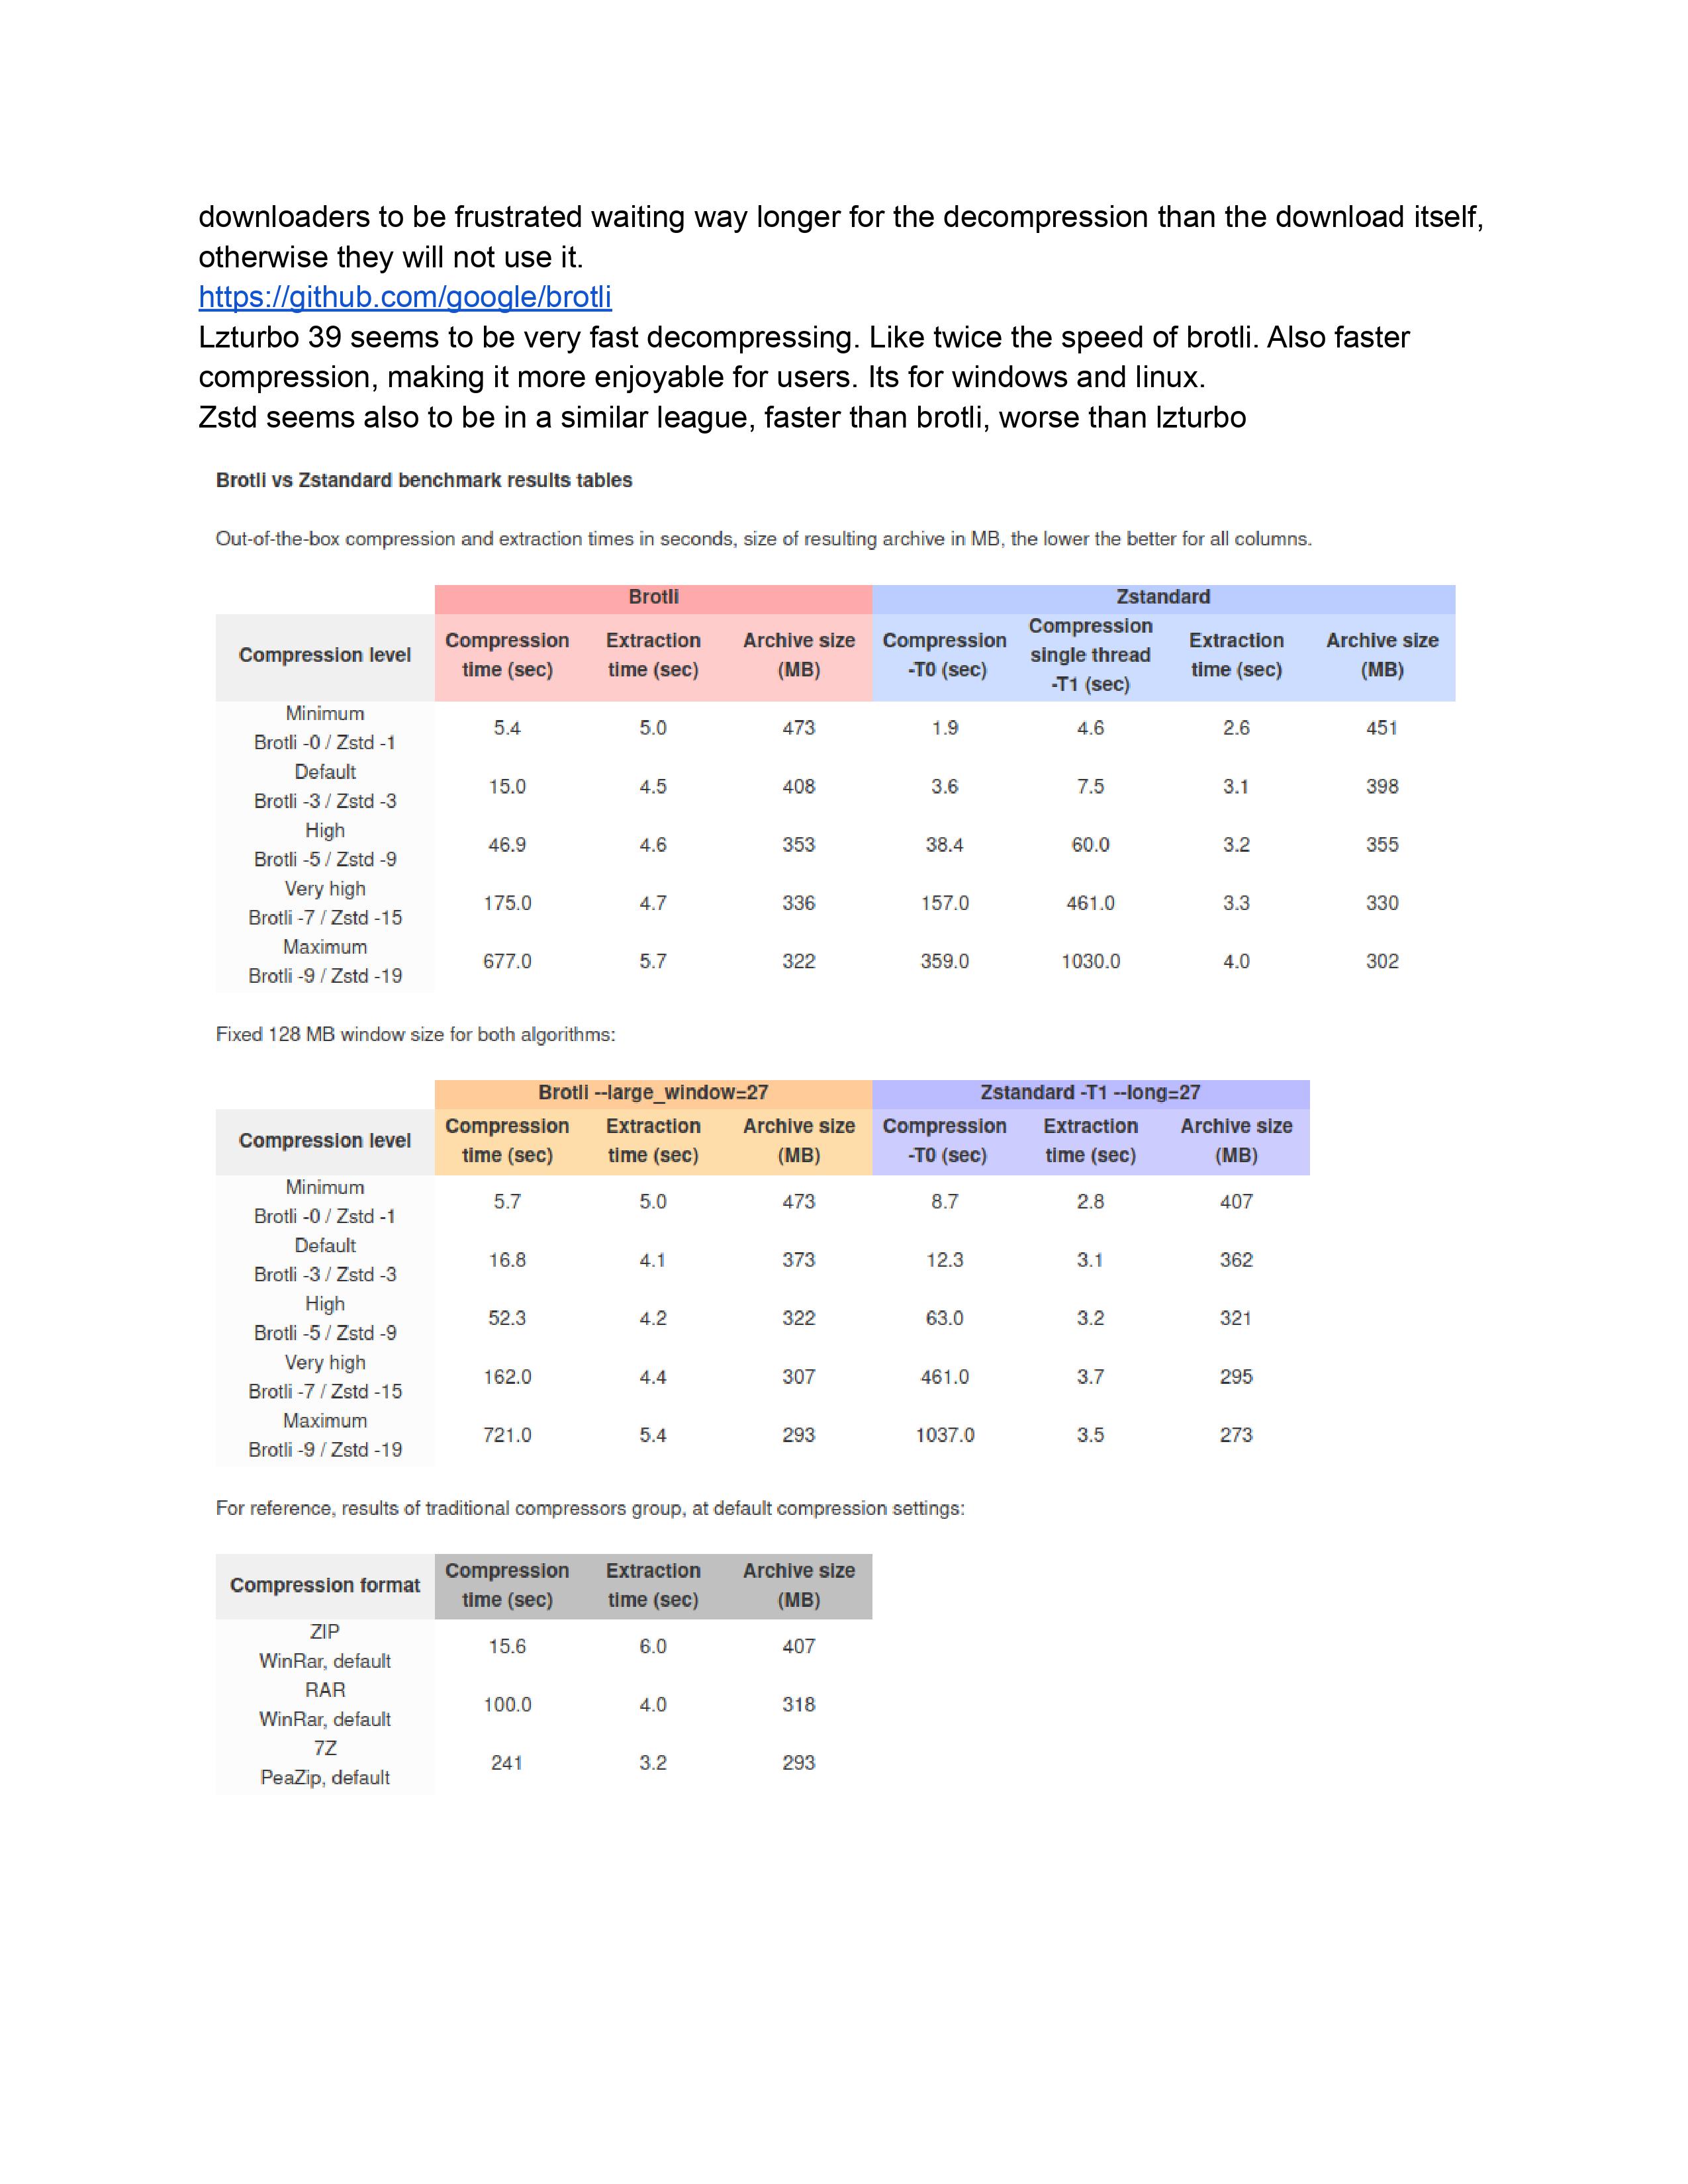 downloaders to be frustrated waiting way longer for the decompression than the download itself,
otherwise they will not use it.
https://github.com/google/brotli
Lzturbo 39 seems to be very fast decompressing. Like twice the speed of brotli. Also faster
compression, making it more enjoyable for users. Its for windows and linux.
Zstd seems also to be in a similar league, faster than brotli, worse than lzturbo
Brotli vs Zstandard benchmark results tables
Out-of-the-box compression and extraction times in seconds, size of resulting archive in MB, the lower the better for all columns.
Brotli Zstandard
Compression level Compression time (sec) Extraction time (sec) Archive size (MB) Compression -T0 (sec) Compression single thread -T1 (sec) Extraction time (sec) Archive size (MB)
Minimum
Brotli -0 / Zstd -1 5.4 5.0 473 1.9 4.6 2.6 451
Default
Brotli -3 / Zstd -3 15.0 4.5 408 3.6 7.5 3.1 398
High
Brotli -5 / Zstd -9 46.9 4.6 353 38.4 60.0 3.2 355
Very high
Brotli -7 / Zstd -15 175.0 4.7 336 157.0 461.0 3.3 330
Maximum
Brotli -9 / Zstd -19 677.0 5.7 322 359.0 1030.0 4.0 302
Fixed 128 MB window size for both algorithms:
Brotli --large_window=27 Zstandard -T1 --long=27
Compression level Compression time (sec) Extraction time (sec) Archive size (MB) Compression -T0 (sec) Extraction time (sec) Archive size (MB)
Minimum
Brotli -0 / Zstd -1 5.7 5.0 473 8.7 2.8 407
Default
Brotli -3 / Zstd -3 16.8 4.1 373 12.3 3.1 362
High
Brotli -5 / Zstd -9 52.3 4.2 322 63.0 3.2 321
Very high
Brotli -7 / Zstd -15 162.0 4.4 307 461.0 3.7 295
Maximum
Brotli -9 / Zstd -19 721.0 5.4 293 1037.0 3.5 273
For reference, results of traditional compressors group, at default compression settings:
Compression format Compression time (sec) Extraction time (sec) Archive size (MB)
ZIP
WinRar, default 15.6 6.0 407
RAR
WinRar, default 100.0 4.0 318
7Z
PeaZip, default 241 3.2 293